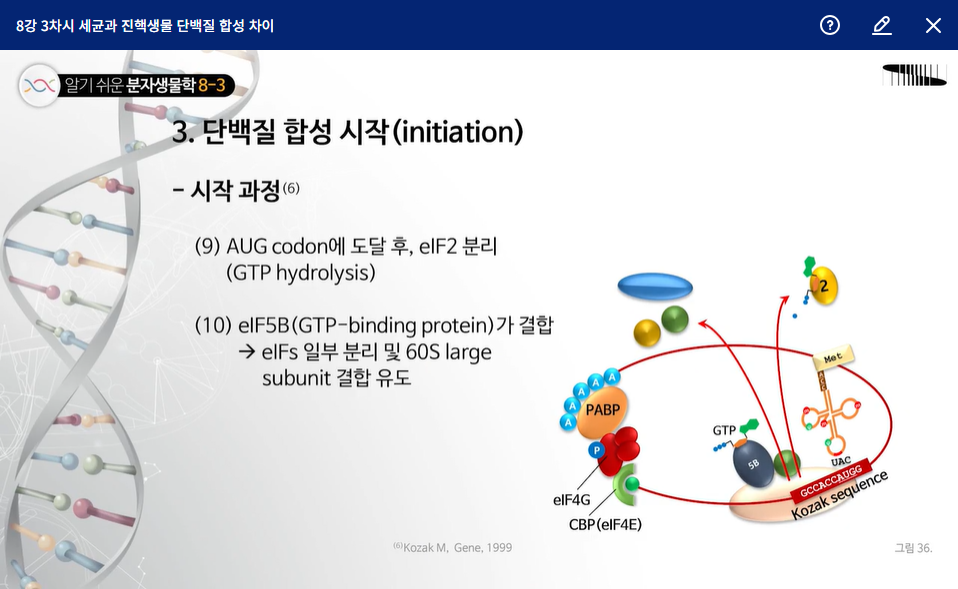 8강 3차시 세균과 진핵생물 단백질 합성 차이
알기 쉬운 분자생물학 8-3
3. 단백질 합성 시작(initiation)
- 시작 과정(6)
(9) AUG codon에 도달 후, eIF2 분리
(GTP hydrolysis)
(10) eIF5B(GTP-binding protein)가 결합
→ eIFs 일부 분리 및 60S large
subunit 결합 유도
2
Met
A
A
A
A
A
PABP
P
GTP
5B
UAC
GCCACCAUGG
Kozak sequence
eIF4G
CBP(eIF4E)
(6)Kozak M, Gene, 1999
그림 36.